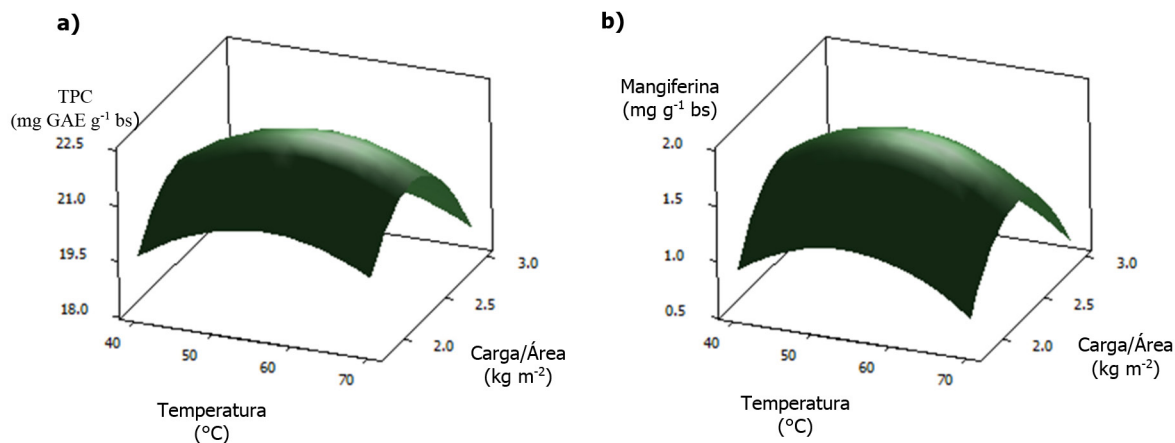 a)
TPC
(mg GAE g⁻¹ bs)
22.5
21.0
19.5
18.0
40
50
60
70
2.0
2.5
3.0
Temperatura
(°C)
Carga/Área
(kg m⁻²)
b)
Mangiferina
(mg g⁻¹ bs)
2.0
1.5
1.0
0.5
40
50
60
70
2.0
2.5
3.0
Temperatura
(°C)
Carga/Área
(kg m⁻²)